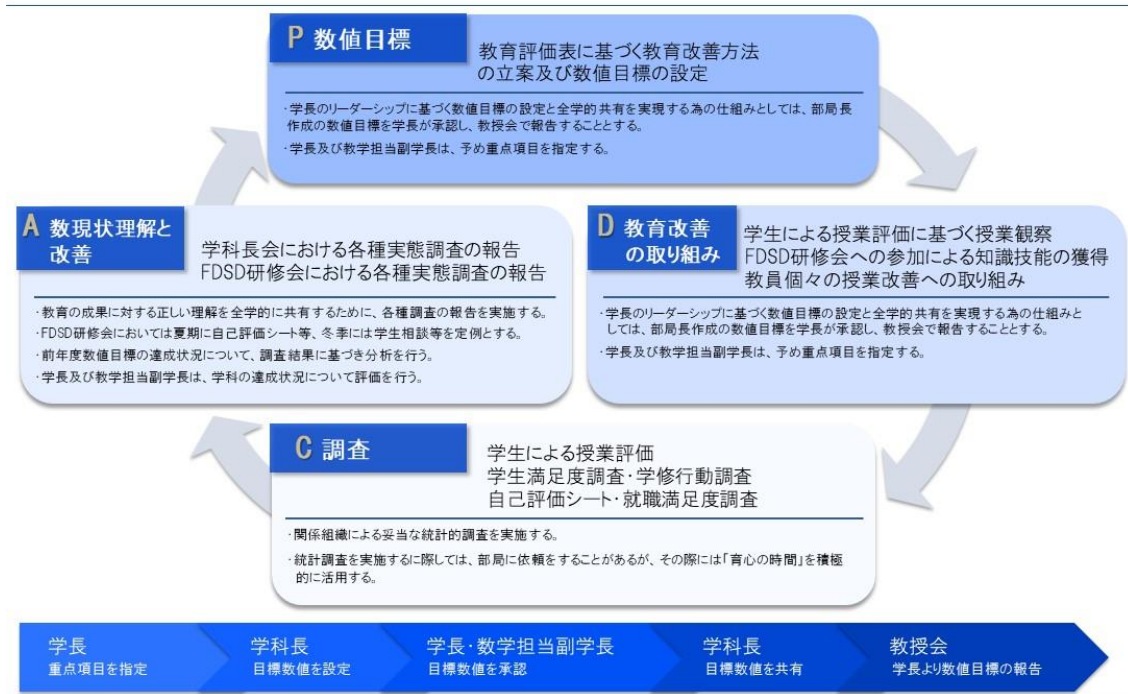 P 数値目標
教育評価表に基づく教育改善方法
の立案及び数値目標の設定
・学長のリーダーシップに基づく数値目標の設定と全学的共有を実現する為の仕組みとしては、部局長
作成の数値目標を学長が承認し、教授会で報告することとする。
・学長及び教学担当副学長は、予め重点項目を指定する。
A 数現状理解と
改善
学科長会における各種実態調査の報告
FDSD研修会における各種実態調査の報告
・教育の成果に対する正しい理解を全学的に共有するために、各種調査の報告を実施する。
・FDSD研修会においては夏期に自己評価シート等、冬季には学生相談等を定例とする。
・前年度数値目標の達成状況について、調査結果に基づき分析を行う。
・学長及び教学担当副学長は、学科の達成状況について評価を行う。
D 教育改善
の取り組み
学生による授業評価に基づく授業観察
FDSD研修会への参加による知識技能の獲得
教員個々の授業改善への取り組み
・学長のリーダーシップに基づく数値目標の設定と全学的共有を実現する為の仕組みと
しては、部局長作成の数値目標を学長が承認し、教授会で報告することとする。
・学長及び教学担当副学長は、予め重点項目を指定する。
C 調査
学生による授業評価
学生満足度調査・学修行動調査
自己評価シート・就職満足度調査
・関係組織による妥当な統計的調査を実施する。
・統計調査を実施するに際しては、部局に依頼をすることがあるが、その際には「育心の時間」を積極
的に活用する。
学長
重点項目を指定
学科長
目標数値を設定
学長・数学担当副学長
目標数値を承認
学科長
目標数値を共有
教授会
学長より数値目標の報告